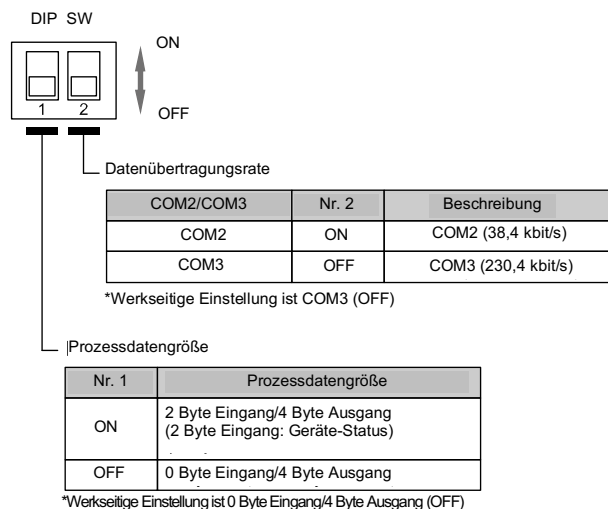 DIP SW
ON
1 2
OFF
Datenübertragungsrate
COM2/COM3 Nr. 2 Beschreibung
COM2 ON COM2 (38,4 kbit/s)
COM3 OFF COM3 (230,4 kbit/s)
*Werkseitige Einstellung ist COM3 (OFF)
Prozessdatengröße
Nr. 1 Prozessdatengröße
ON 2 Byte Eingang/4 Byte Ausgang
(2 Byte Eingang: Geräte-Status)
OFF 0 Byte Eingang/4 Byte Ausgang
*Werkseitige Einstellung ist 0 Byte Eingang/4 Byte Ausgang (OFF)